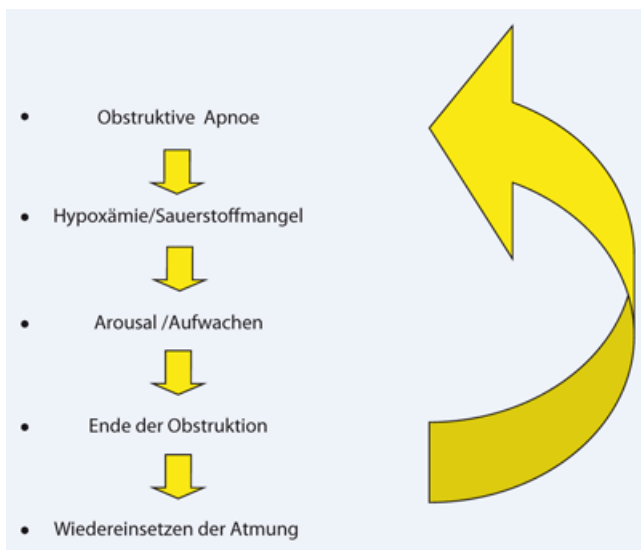 • Obstruktive Apnoe
• Hypoxämie/Sauerstoffmangel
• Arousal /Aufwachen
• Ende der Obstruktion
• Wiedereinsetzen der Atmung